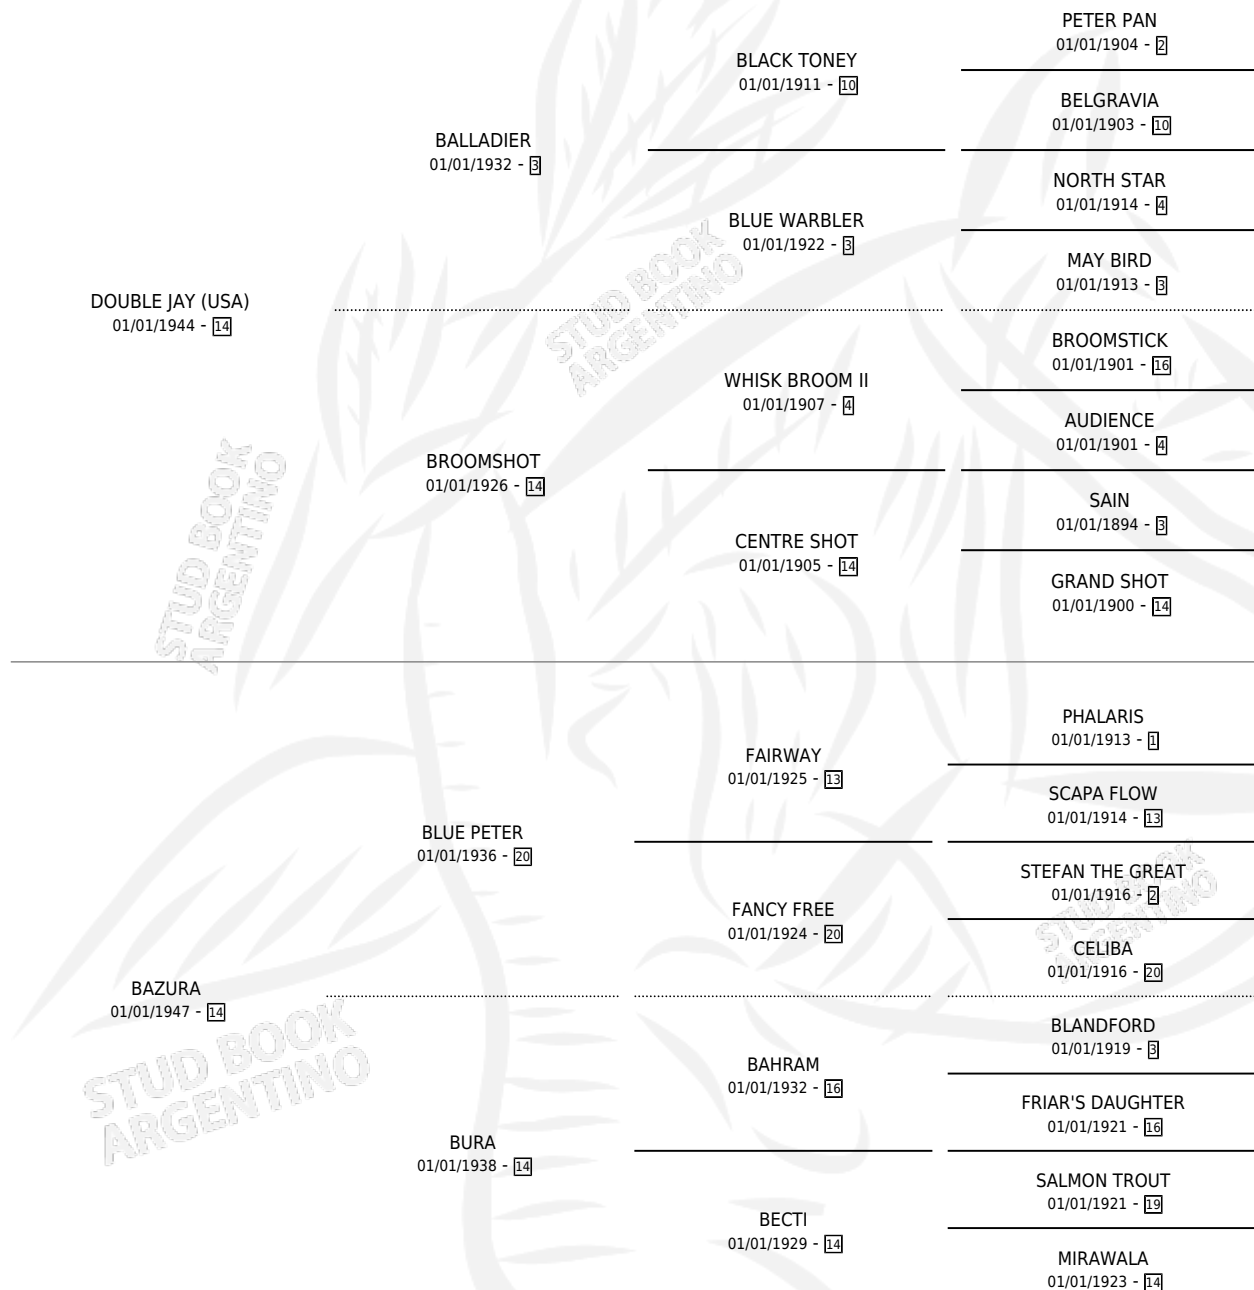 PETER PAN
01/01/1904 - 2
BLACK TONEY
01/01/1911 - 10
BELGRAVIA
01/01/1903 - 10
BALLADIER
01/01/1932 - 3
NORTH STAR
01/01/1914 - 4
BLUE WARBLER
01/01/1922 - 3
MAY BIRD
01/01/1913 - 3
DOUBLE JAY (USA)
01/01/1944 - 14
STUD BOOK
ARGENTINO
BROOMSTICK
01/01/1901 - 16
WHISK BROOM II
01/01/1907 - 4
AUDIENCE
01/01/1901 - 4
BROOMSHOT
01/01/1926 - 14
SAIN
01/01/1894 - 3
CENTRE SHOT
01/01/1905 - 14
GRAND SHOT
01/01/1900 - 14
STUD BOOK
ARGENTINO
PHALARIS
01/01/1913 - 1
FAIRWAY
01/01/1925 - 13
SCAPA FLOW
01/01/1914 - 13
BLUE PETER
01/01/1936 - 20
STEFAN THE GREAT
01/01/1916 - 2
FANCY FREE
01/01/1924 - 20
STUD BOOK
ARGENTINO
CELIBA
01/01/1916 - 20
BAZURA
01/01/1947 - 14
BLANDFORD
01/01/1919 - 3
BAHRAM
01/01/1932 - 16
STUD BOOK
ARGENTINO
FRIAR'S DAUGHTER
01/01/1921 - 16
BURA
01/01/1938 - 14
SALMON TROUT
01/01/1921 - 19
BECTI
01/01/1929 - 14
MIRAWALA
01/01/1923 - 14